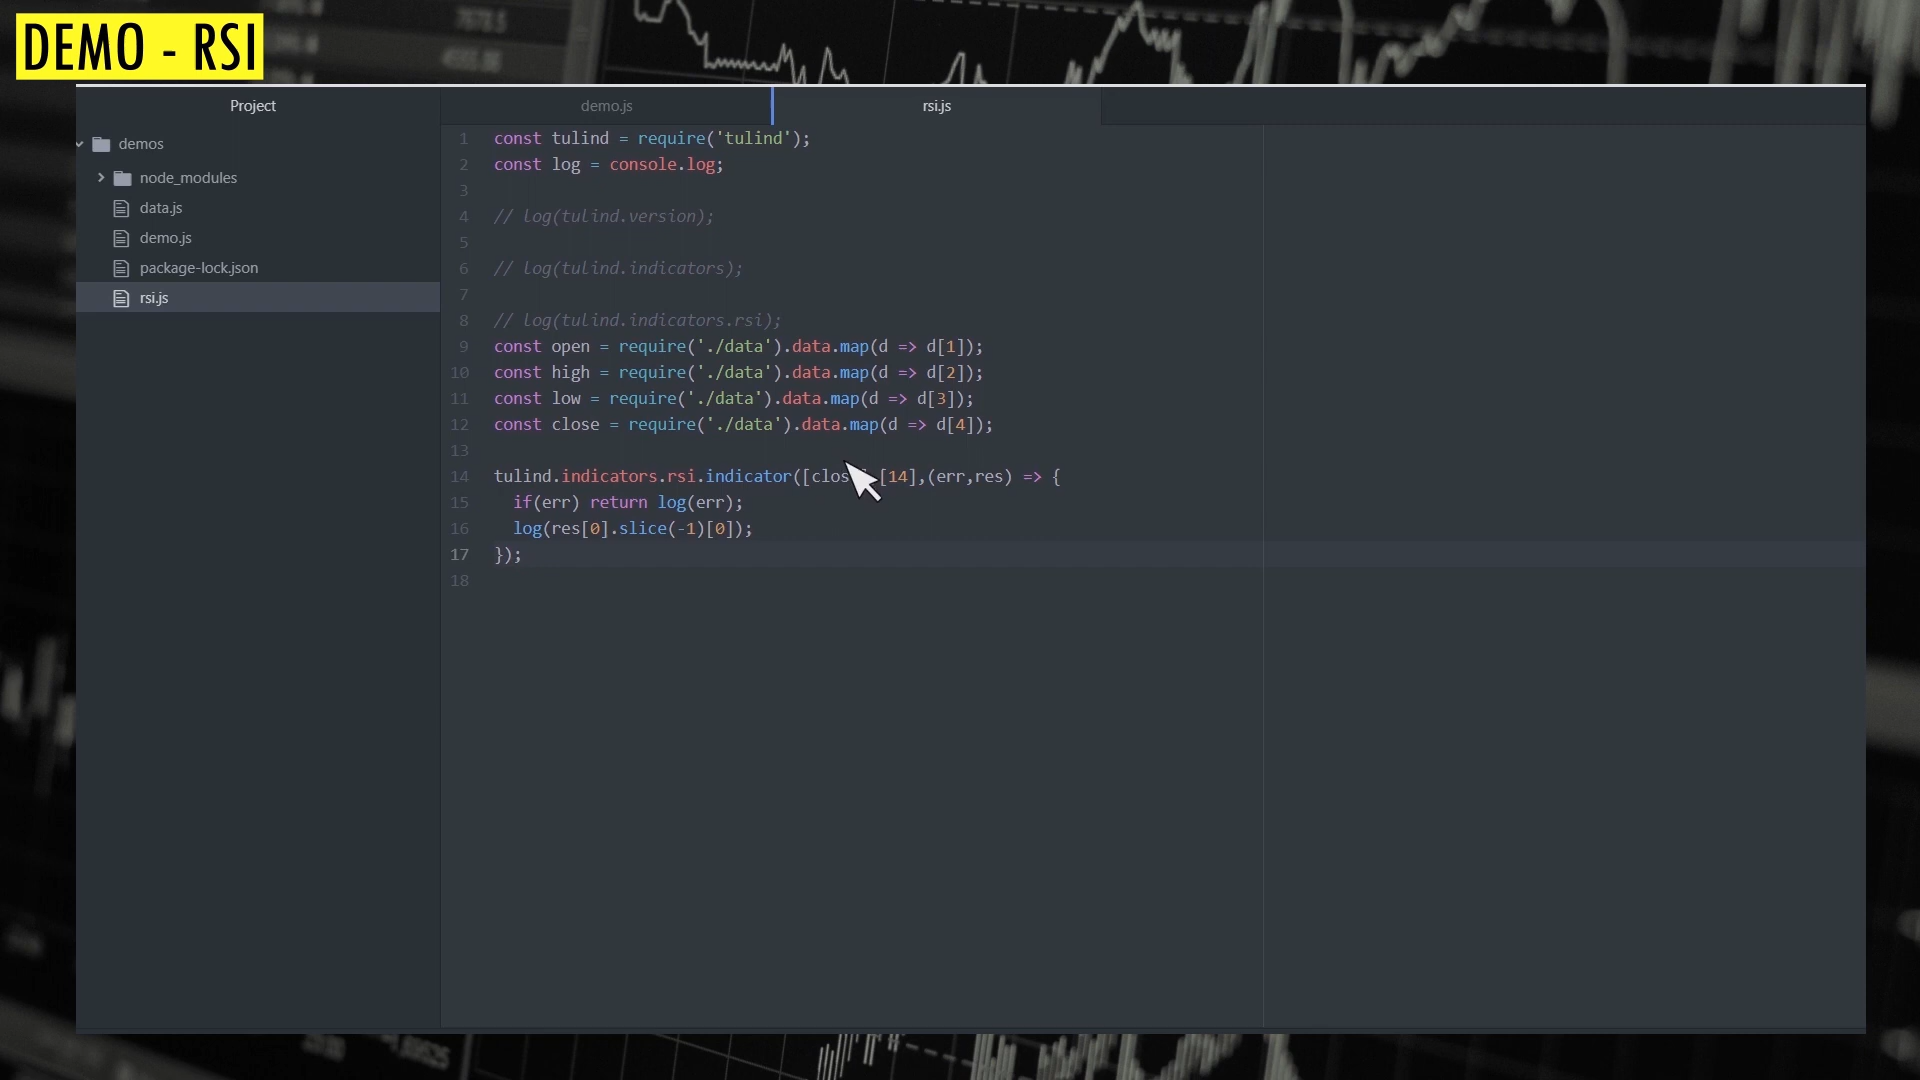 DEMO - RSI
Project
demo.js
rsi.js
demos
node_modules
data.js
demo.js
package-lock.json
rsi.js
1 const tulind = require('tulind');
2 const log = console.log;
3
4 // log(tulind.version);
5
6 // log(tulind.indicators);
7
8 // log(tulind.indicators.rsi);
9 const open = require('./data').data.map(d => d[1]);
10 const high = require('./data').data.map(d => d[2]);
11 const low = require('./data').data.map(d => d[3]);
12 const close = require('./data').data.map(d => d[4]);
13
14 tulind.indicators.rsi.indicator([clos [14],(err,res) => {
15 if(err) return log(err);
16 log(res[0].slice(-1)[0]);
17 });
18